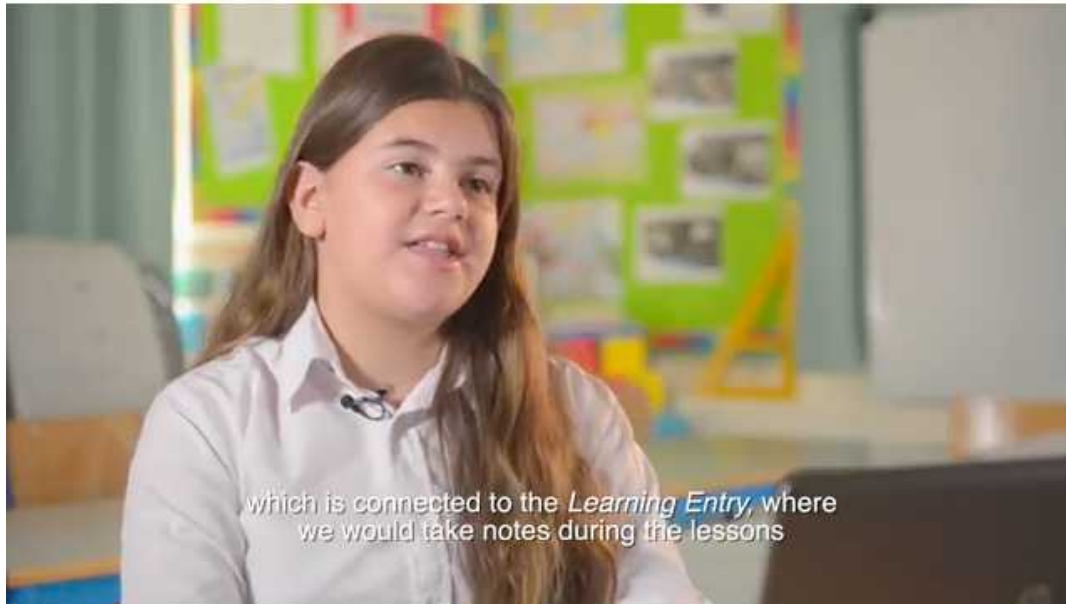 which is connected to the Learning Entry, where
we would take notes during the lessons